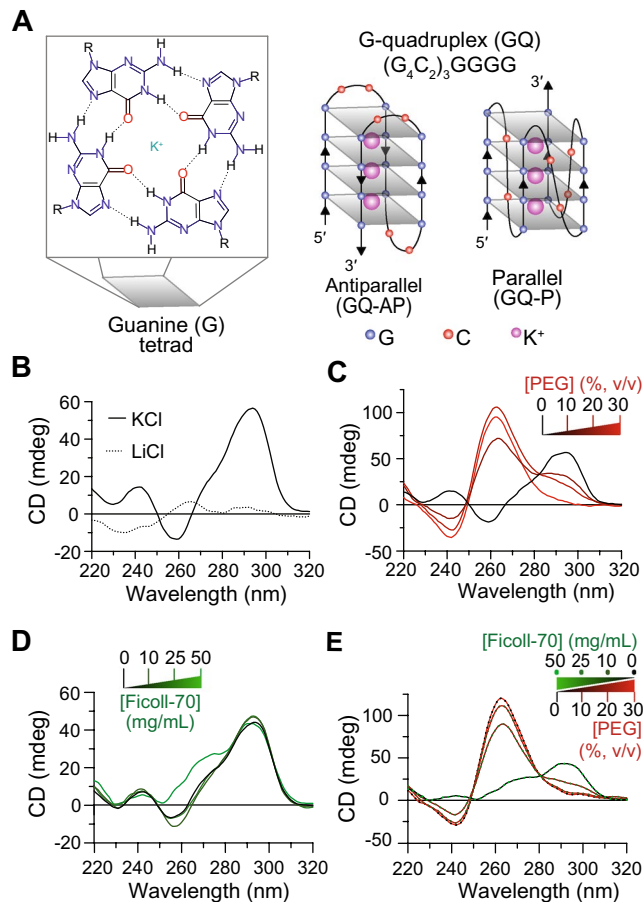 A
G-quadruplex (GQ)
(G₄C₂)₃GGGG
R
N
N
N
N
H
H
N
H
O
H
N
N
N
N
R
O
N
H
N
H
H
H
N
H
N
O
N
N
N
R
K⁺
H
N
N
O
N
H
N
H
N
N
R
5′
3′
3′
5′
Guanine (G)
tetrad
Antiparallel
(GQ-AP)
Parallel
(GQ-P)
G
C
K⁺
B
CD (mdeg)
60
40
20
0
-20
KCl
LiCl
220 240 260 280 300 320
Wavelength (nm)
C
CD (mdeg)
100
50
0
-50
[PEG] (%, v/v)
0 10 30
220 240 260 280 300 320
Wavelength (nm)
D
CD (mdeg)
60
40
20
0
-20
0 10 25 50
[Ficoll-70]
(mg/mL)
220 240 260 280 300 320
Wavelength (nm)
E
[Ficoll-70] (mg/mL)
50 25 10 0
0 10 30
[PEG]
(%, v/v)
CD (mdeg)
100
50
0
-50
220 240 260 280 300 320
Wavelength (nm)